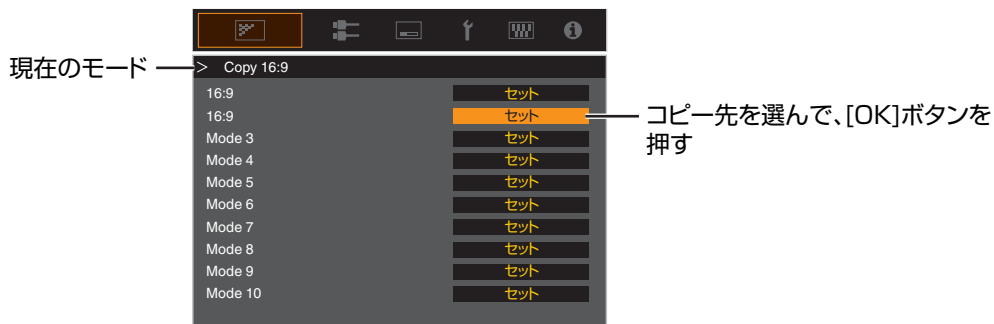 現在のモード
> Copy 16:9
16:9 セット
16:9 セット
Mode 3 セット
Mode 4 セット
Mode 5 セット
Mode 6 セット
Mode 7 セット
Mode 8 セット
Mode 9 セット
Mode 10 セット
コピー先を選んで、[OK]ボタンを
押す